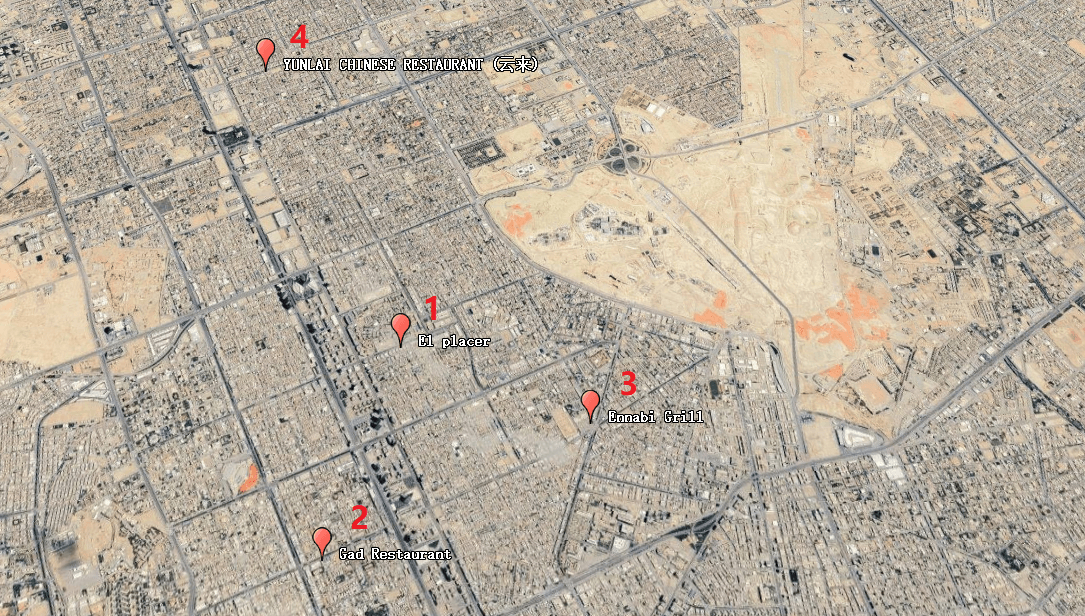 4
YUNLAI CHINESE RESTAURANT (云来)
1
El placer
3
Ennabi Grill
2
Gad Restaurant